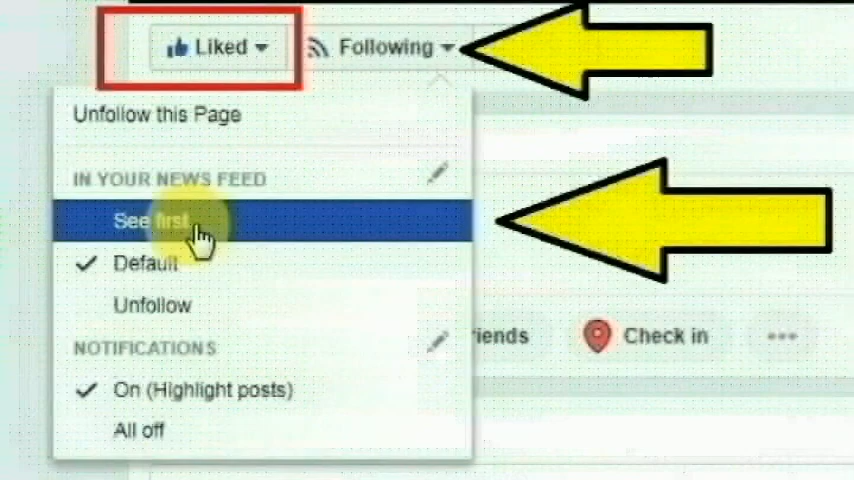 Liked
Following
Unfollow this Page
IN YOUR NEWS FEED
See first
Default
Unfollow
NOTIFICATIONS
riends
Check in
On (Highlight posts)
All off